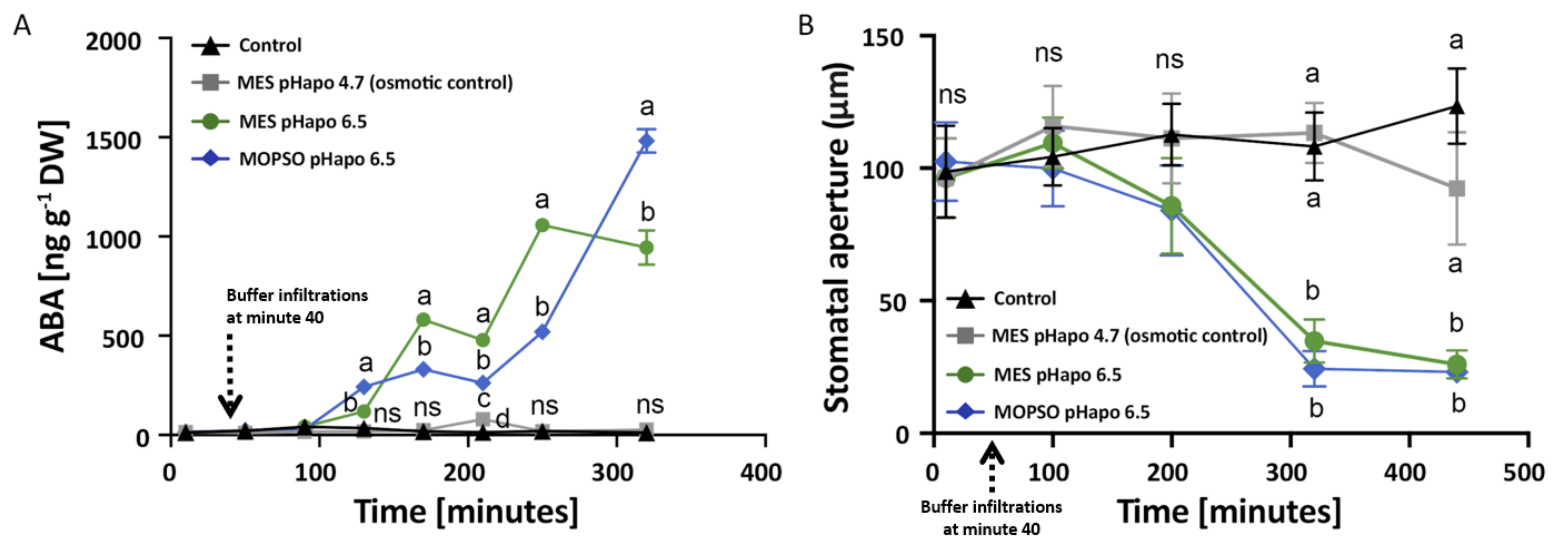 A
2000
1500
1000
500
0
ABA [ng g-1 DW]
Control
MES pHapo 4.7 (osmotic control)
MES pHapo 6.5
MOPSO pHapo 6.5
Buffer infiltrations
at minute 40
a
a
b
a
a
a
b
b
b
b
c
ns
ns
d
ns
ns
0
100
200
300
400
Time [minutes]
B
150
100
50
0
Stomatal aperture (µm)
ns
ns
ns
a
a
a
a
b
b
b
b
Control
MES pHapo 4.7 (osmotic control)
MES pHapo 6.5
MOPSO pHapo 6.5
0
100
200
300
400
500
Buffer infiltrations
at minute 40
Time [minutes]